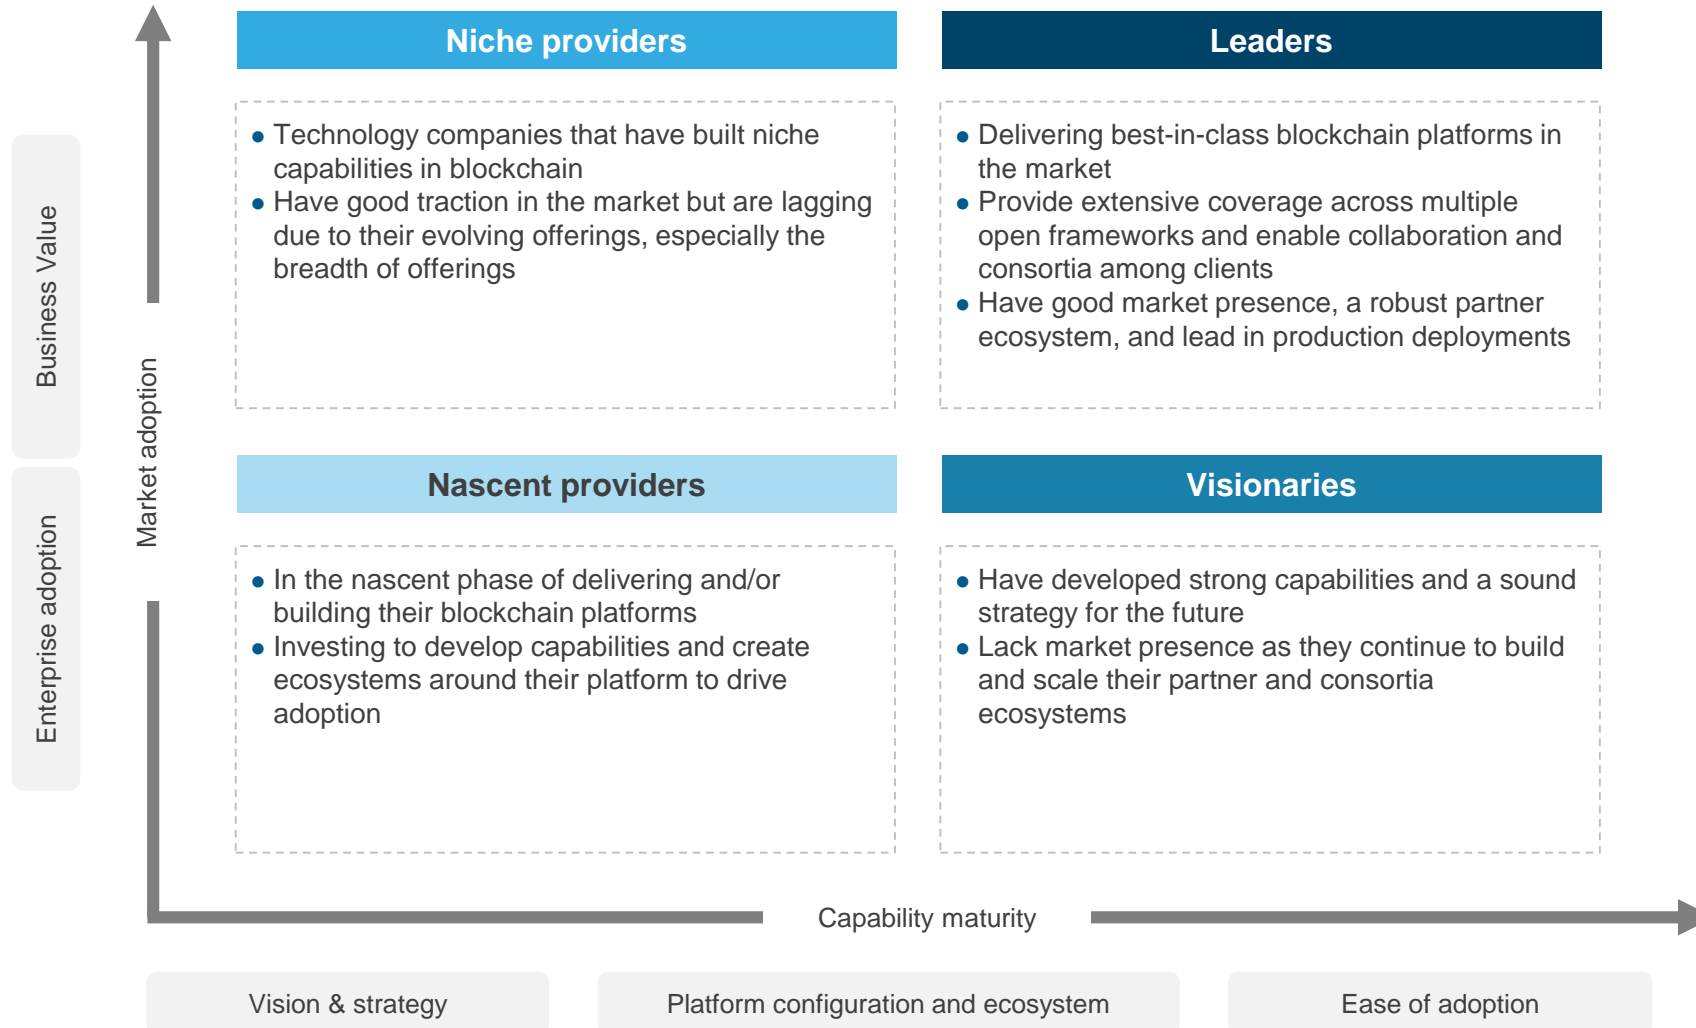 Niche providers
Technology companies that have built niche
capabilities in blockchain
Have good traction in the market but are lagging
due to their evolving offerings, especially the
breadth of offerings
Leaders
Delivering best-in-class blockchain platforms in
the market
Provide extensive coverage across multiple
open frameworks and enable collaboration and
consortia among clients
Have good market presence, a robust partner
ecosystem, and lead in production deployments
Business Value
Market adoption
Enterprise adoption
Nascent providers
In the nascent phase of delivering and/or
building their blockchain platforms
Investing to develop capabilities and create
ecosystems around their platform to drive
adoption
Visionaries
Have developed strong capabilities and a sound
strategy for the future
Lack market presence as they continue to build
and scale their partner and consortia
ecosystems
Capability maturity
Vision & strategy
Platform configuration and ecosystem
Ease of adoption